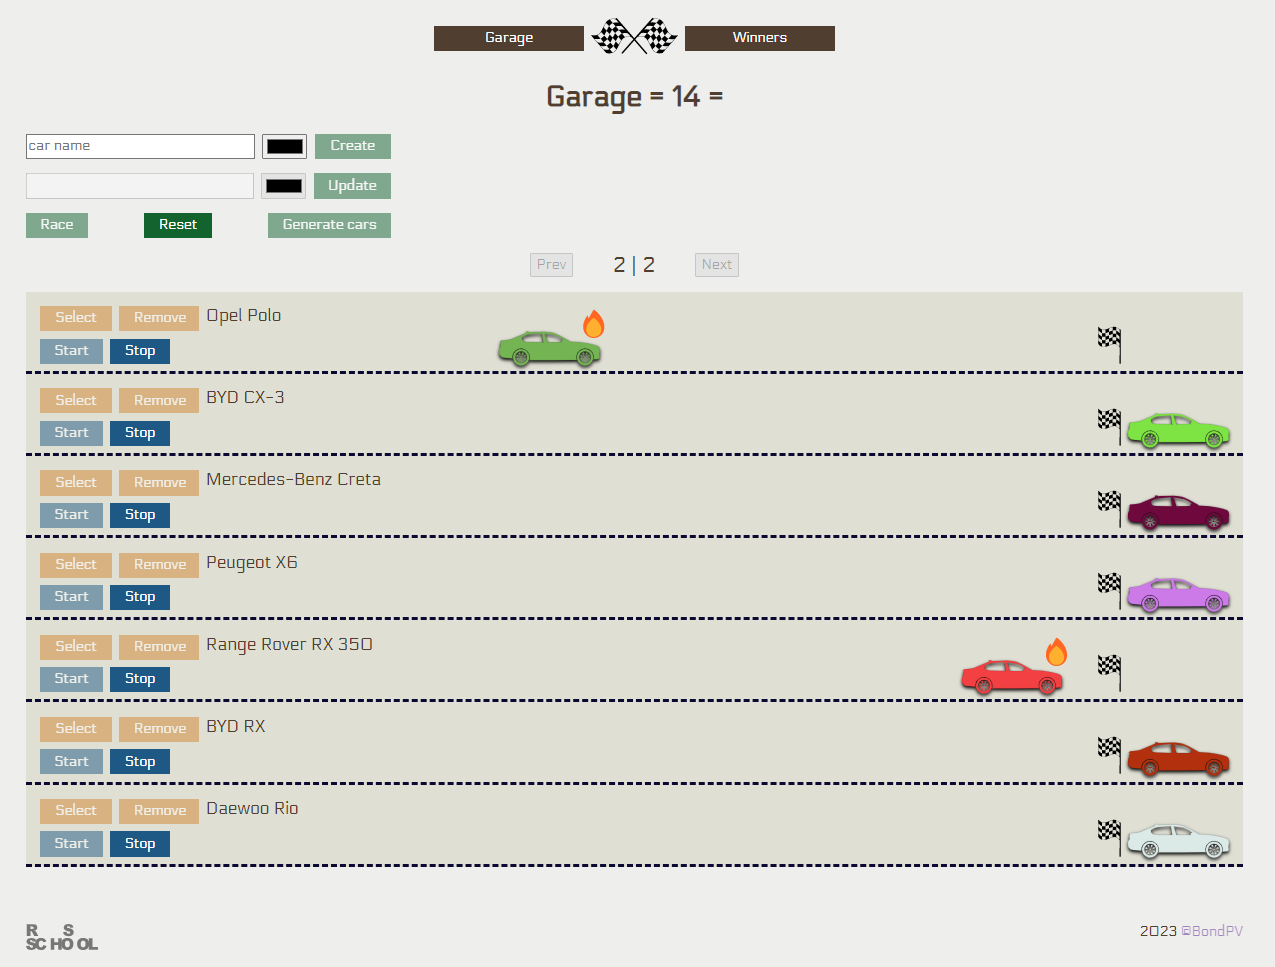 Garage Winners
Garage = 14 =
car name Create
Update
Race Reset Generate cars
Prev 2 | 2 Next
Select Remove Opel Polo
Start Stop
Select Remove BYD CX-3
Start Stop
Select Remove Mercedes-Benz Creta
Start Stop
Select Remove Peugeot X6
Start Stop
Select Remove Range Rover RX 350
Start Stop
Select Remove BYD RX
Start Stop
Select Remove Daewoo Rio
Start Stop
R S
SCHOOL
2023 ©BondPV